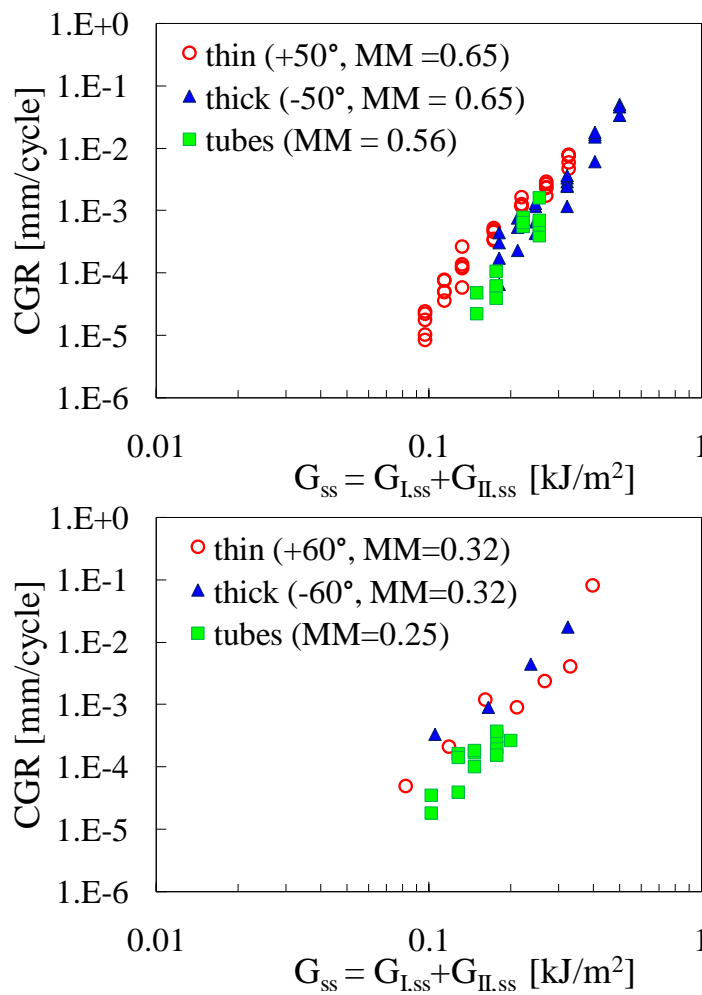 1.E+0
thin (+50°, MM =0.65)
1.E-1
thick (-50°, MM = 0.65)
1.E-2
tubes (MM = 0.56)
1.E-3
1.E-4
1.E-5
1.E-6
CGR [mm/cycle]
0.01 0.1 1
G_ss = G_I,ss+G_II,ss [kJ/m²]
1.E+0
thin (+60°, MM=0.32)
1.E-1
thick (-60°, MM=0.32)
1.E-2
tubes (MM=0.25)
1.E-3
1.E-4
1.E-5
1.E-6
CGR [mm/cycle]
0.01 0.1 1
G_ss = G_I,ss+G_II,ss [kJ/m²]